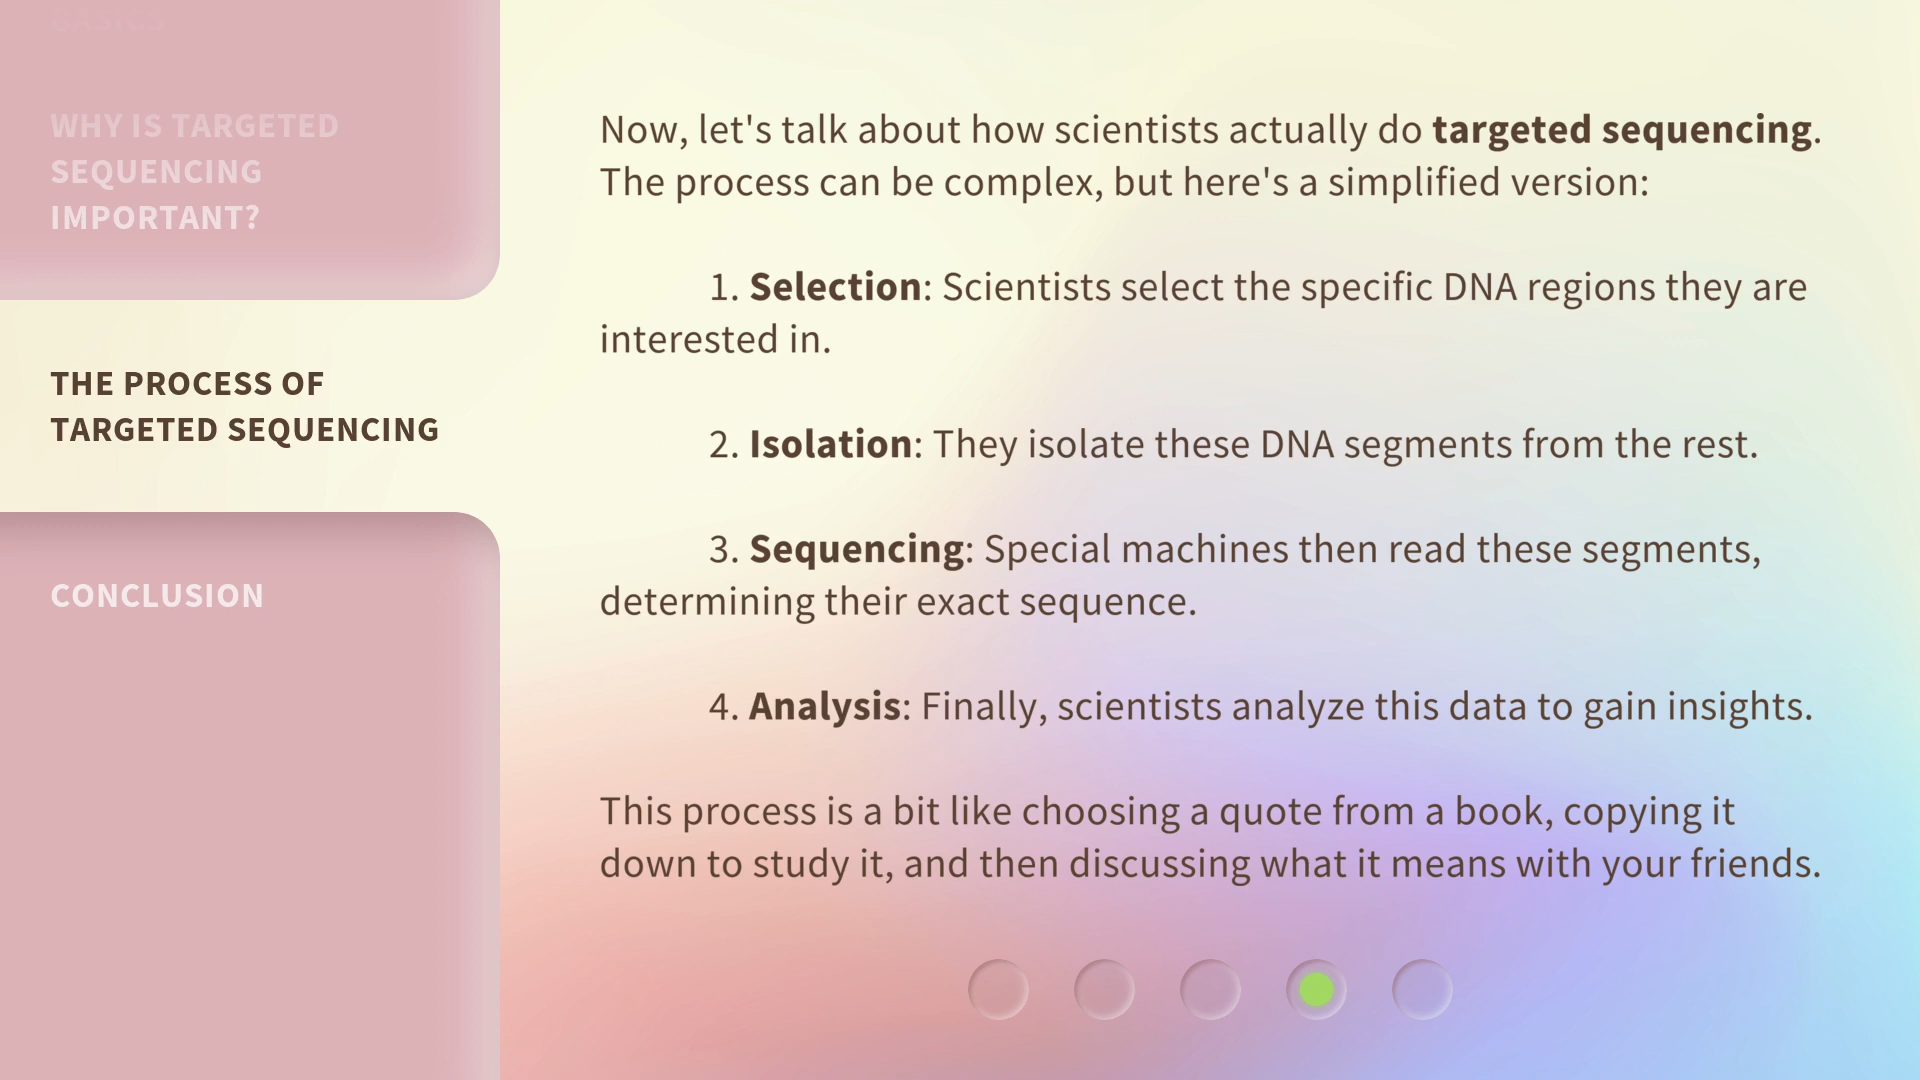 BASICS
WHY IS TARGETED
SEQUENCING
IMPORTANT?
THE PROCESS OF
TARGETED SEQUENCING
CONCLUSION
Now, let's talk about how scientists actually do targeted sequencing.
The process can be complex, but here's a simplified version:
1. Selection: Scientists select the specific DNA regions they are
interested in.
2. Isolation: They isolate these DNA segments from the rest.
3. Sequencing: Special machines then read these segments,
determining their exact sequence.
4. Analysis: Finally, scientists analyze this data to gain insights.
This process is a bit like choosing a quote from a book, copying it
down to study it, and then discussing what it means with your friends.